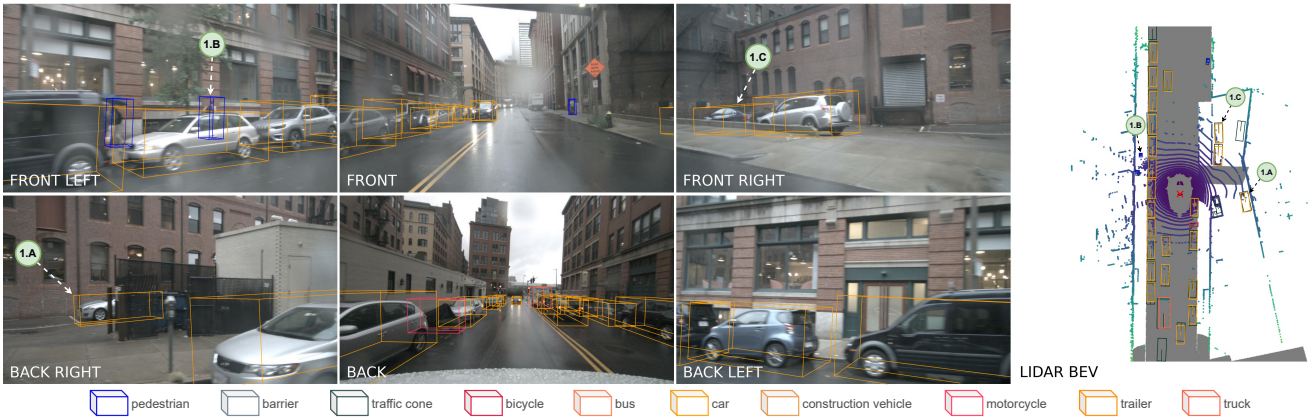 1.B
FRONT LEFT
FRONT
1.C
FRONT RIGHT
1.A
BACK RIGHT
BACK
BACK LEFT
1.C
1.B
1.A
LIDAR BEV
pedestrian
barrier
traffic cone
bicycle
bus
car
construction vehicle
motorcycle
trailer
truck